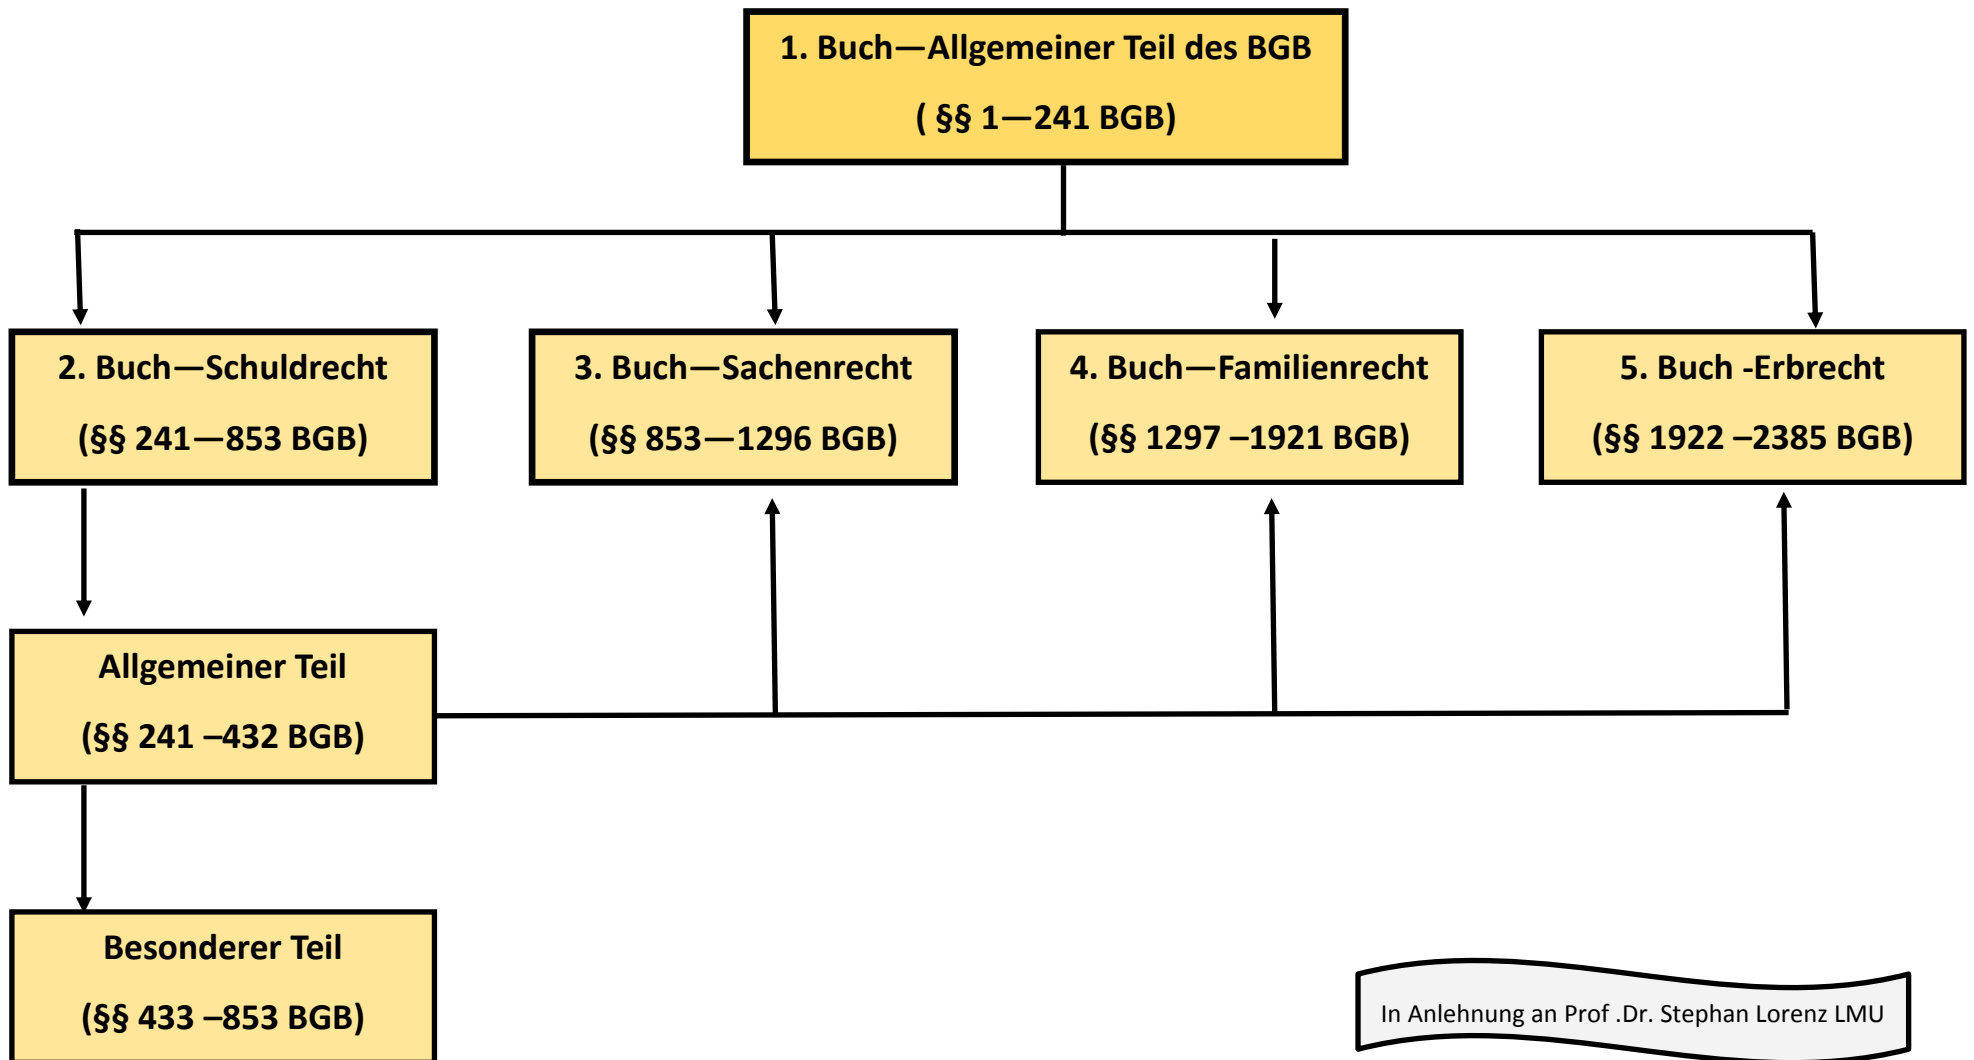 1. Buch—Allgemeiner Teil des BGB
( §§ 1—241 BGB)
2. Buch—Schuldrecht
(§§ 241—853 BGB)
3. Buch—Sachenrecht
(§§ 853—1296 BGB)
4. Buch—Familienrecht
(§§ 1297 –1921 BGB)
5. Buch -Erbrecht
(§§ 1922 –2385 BGB)
Allgemeiner Teil
(§§ 241 –432 BGB)
Besonderer Teil
(§§ 433 –853 BGB)
In Anlehnung an Prof .Dr. Stephan Lorenz LMU